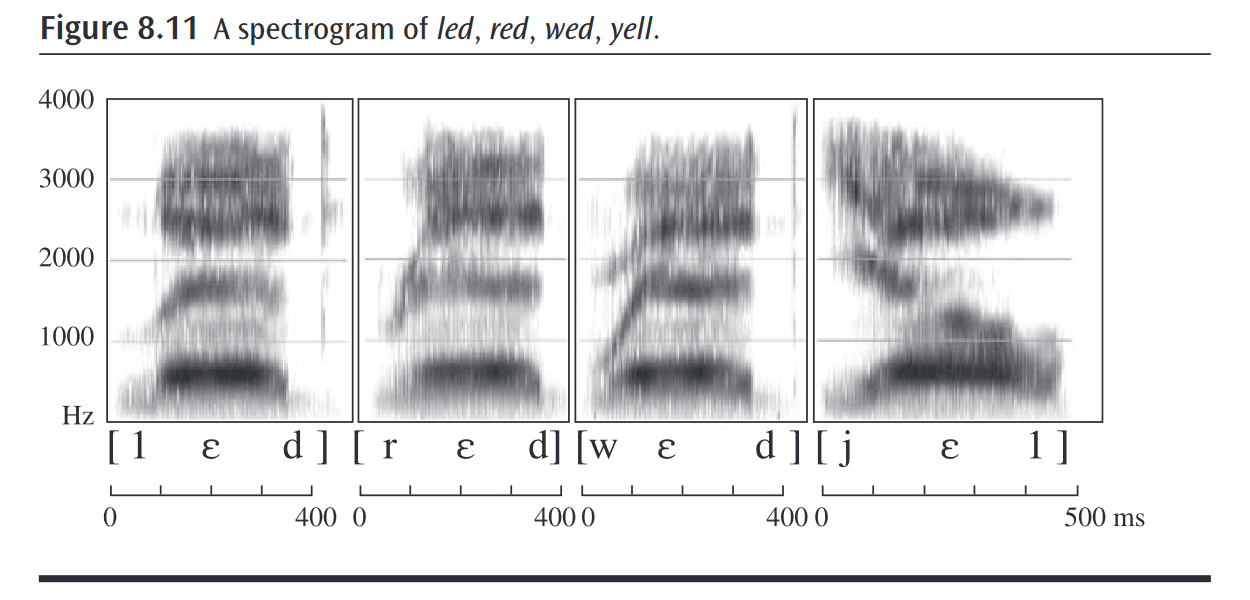 Figure 8.11 A spectrogram of led, red, wed, yell.
4000
3000
2000
1000
Hz
[ l ɛ d ] [ r ɛ d] [w ɛ d ] [ j ɛ l ]
0 400 0 400 0 400 0 500 ms